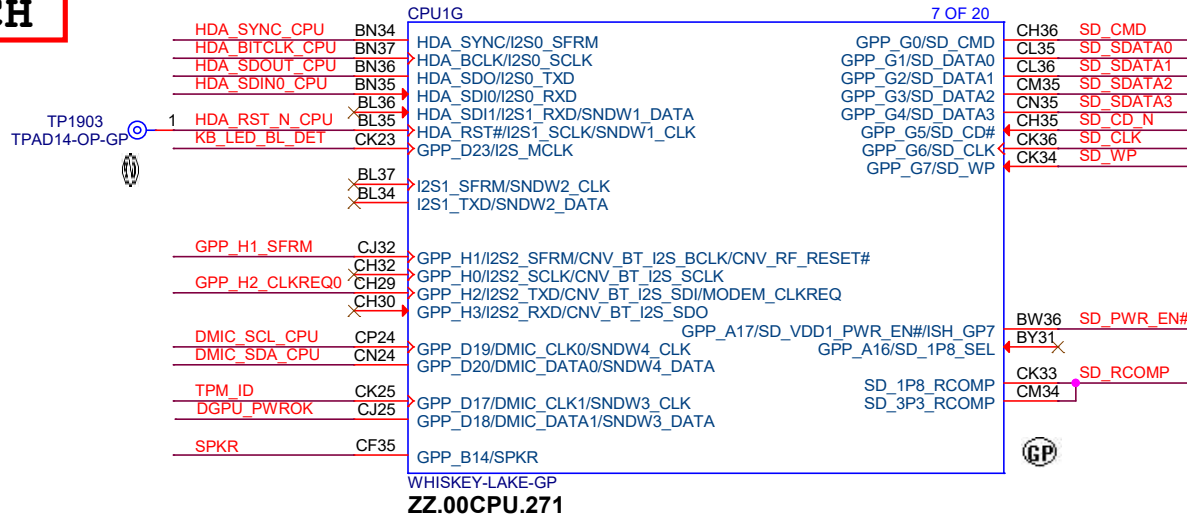 CPU1G
7 OF 20
HDA_SYNC_CPU BN34 HDA_SYNC/I2S0_SFRM
HDA_BITCLK_CPU BN37 HDA_BCLK/I2S0_SCLK
HDA_SDOUT_CPU BN36 HDA_SDO/I2S0_TXD
HDA_SDIN0_CPU BN35 HDA_SDI0/I2S0_RXD
BL36 HDA_SDI1/I2S1_RXD/SNDW1_DATA
TP1903
TPAD14-OP-GP
1 HDA_RST_N_CPU BL35 HDA_RST#/I2S1_SCLK/SNDW1_CLK
KB_LED_BL_DET CK23 GPP_D23/I2S_MCLK
BL37 I2S1_SFRM/SNDW2_CLK
BL34 I2S1_TXD/SNDW2_DATA
GPP_H1_SFRM CJ32 GPP_H1/I2S2_SFRM/CNV_BT_I2S_BCLK/CNV_RF_RESET#
CH32 GPP_H0/I2S2_SCLK/CNV_BT_I2S_SCLK
GPP_H2_CLKREQ0 CH29 GPP_H2/I2S2_TXD/CNV_BT_I2S_SDI/MODEM_CLKREQ
CH30 GPP_H3/I2S2_RXD/CNV_BT_I2S_SDO
DMIC_SCL_CPU CP24 GPP_D19/DMIC_CLK0/SNDW4_CLK
DMIC_SDA_CPU CN24 GPP_D20/DMIC_DATA0/SNDW4_DATA
TPM_ID CK25 GPP_D17/DMIC_CLK1/SNDW3_CLK
DGPU_PWROK CJ25 GPP_D18/DMIC_DATA1/SNDW3_DATA
SPKR CF35 GPP_B14/SPKR
GPP_G0/SD_CMD CH36 SD_CMD
GPP_G1/SD_DATA0 CL35 SD_SDATA0
GPP_G2/SD_DATA1 CL36 SD_SDATA1
GPP_G3/SD_DATA2 CM35 SD_SDATA2
GPP_G4/SD_DATA3 CN35 SD_SDATA3
GPP_G5/SD_CD# CH35 SD_CD_N
GPP_G6/SD_CLK CK36 SD_CLK
GPP_G7/SD_WP CK34 SD_WP
GPP_A17/SD_VDD1_PWR_EN#/ISH_GP7 BW36 SD_PWR_EN#
GPP_A16/SD_1P8_SEL BY31
SD_1P8_RCOMP CK33 SD_RCOMP
SD_3P3_RCOMP CM34
GP
WHISKEY-LAKE-GP
ZZ.00CPU.271